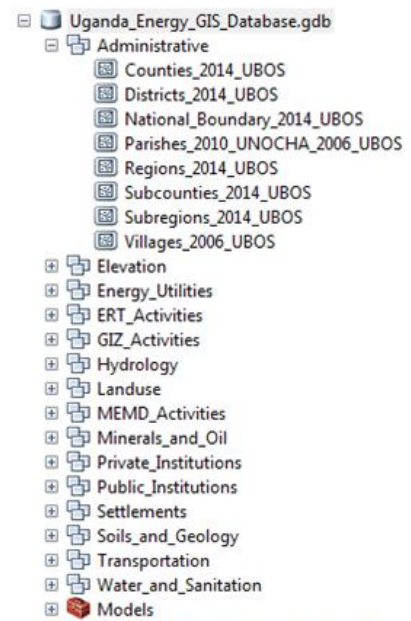 Uganda_Energy_GIS_Database.gdb
Administrative
Counties_2014_UBOS
Districts_2014_UBOS
National_Boundary_2014_UBOS
Parishes_2010_UNOCHA_2006_UBOS
Regions_2014_UBOS
Subcounties_2014_UBOS
Subregions_2014_UBOS
Villages_2006_UBOS
Elevation
Energy_Utilities
ERT_Activities
GIZ_Activities
Hydrology
Landuse
MEMD_Activities
Minerals_and_Oil
Private_Institutions
Public_Institutions
Settlements
Soils_and_Geology
Transportation
Water_and_Sanitation
Models